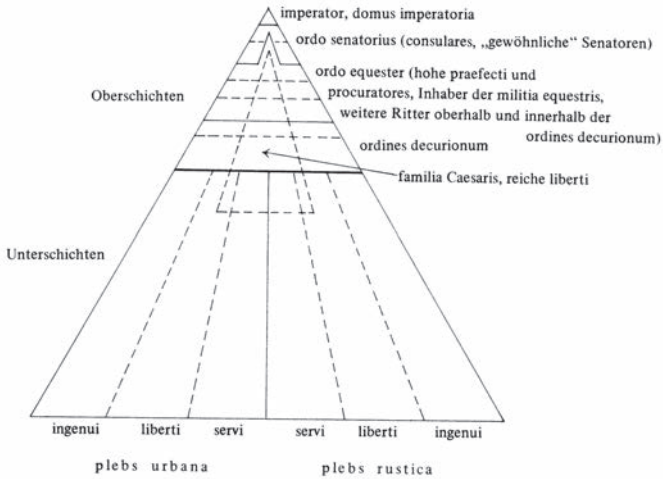 imperator, domus imperatoria
ordo senatorius (consulares, „gewöhnliche“ Senatoren)
ordo equester (hohe praefecti und
procuratores, Inhaber der militia equestris,
weitere Ritter oberhalb und innerhalb der
ordines decurionum)
Oberschichten
ordines decurionum
familia Caesaris, reiche liberti
Unterschichten
ingenui liberti servi servi liberti ingenui
plebs urbana plebs rustica